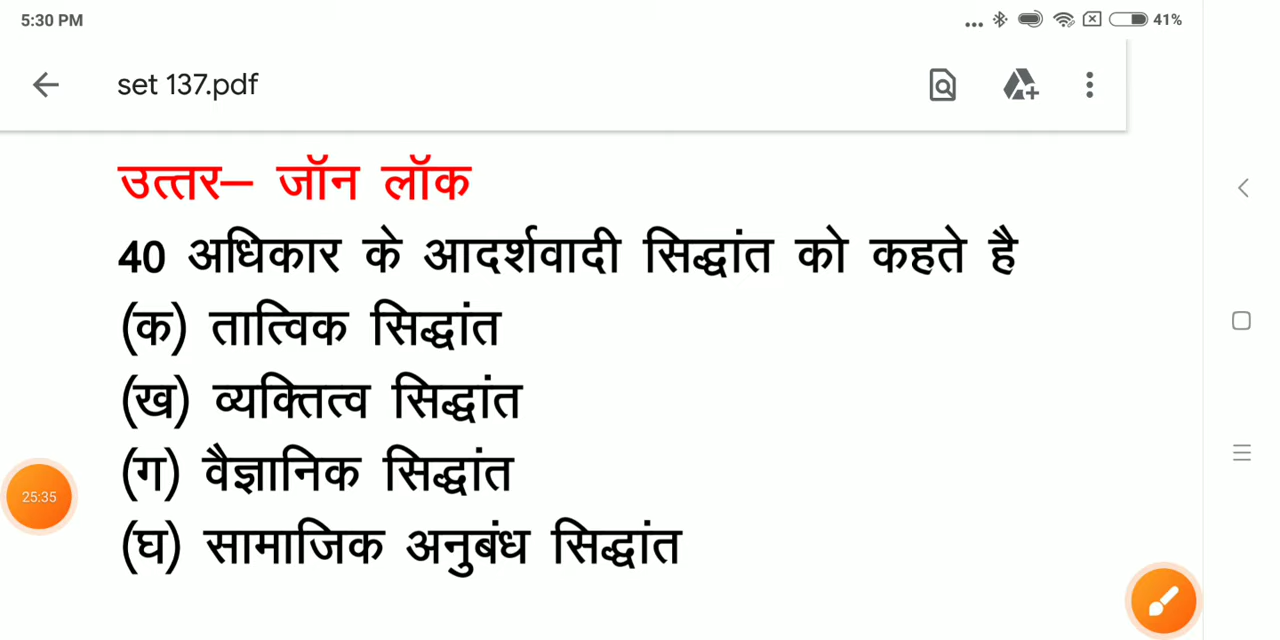 5:30 PM
41%
set 137.pdf
उत्तर– जॉन लॉक
40 अधिकार के आदर्शवादी सिद्धांत को कहते है
(क) तात्विक सिद्धांत
(ख) व्यक्तित्व सिद्धांत
(ग) वैज्ञानिक सिद्धांत
(घ) सामाजिक अनुबंध सिद्धांत
25:35